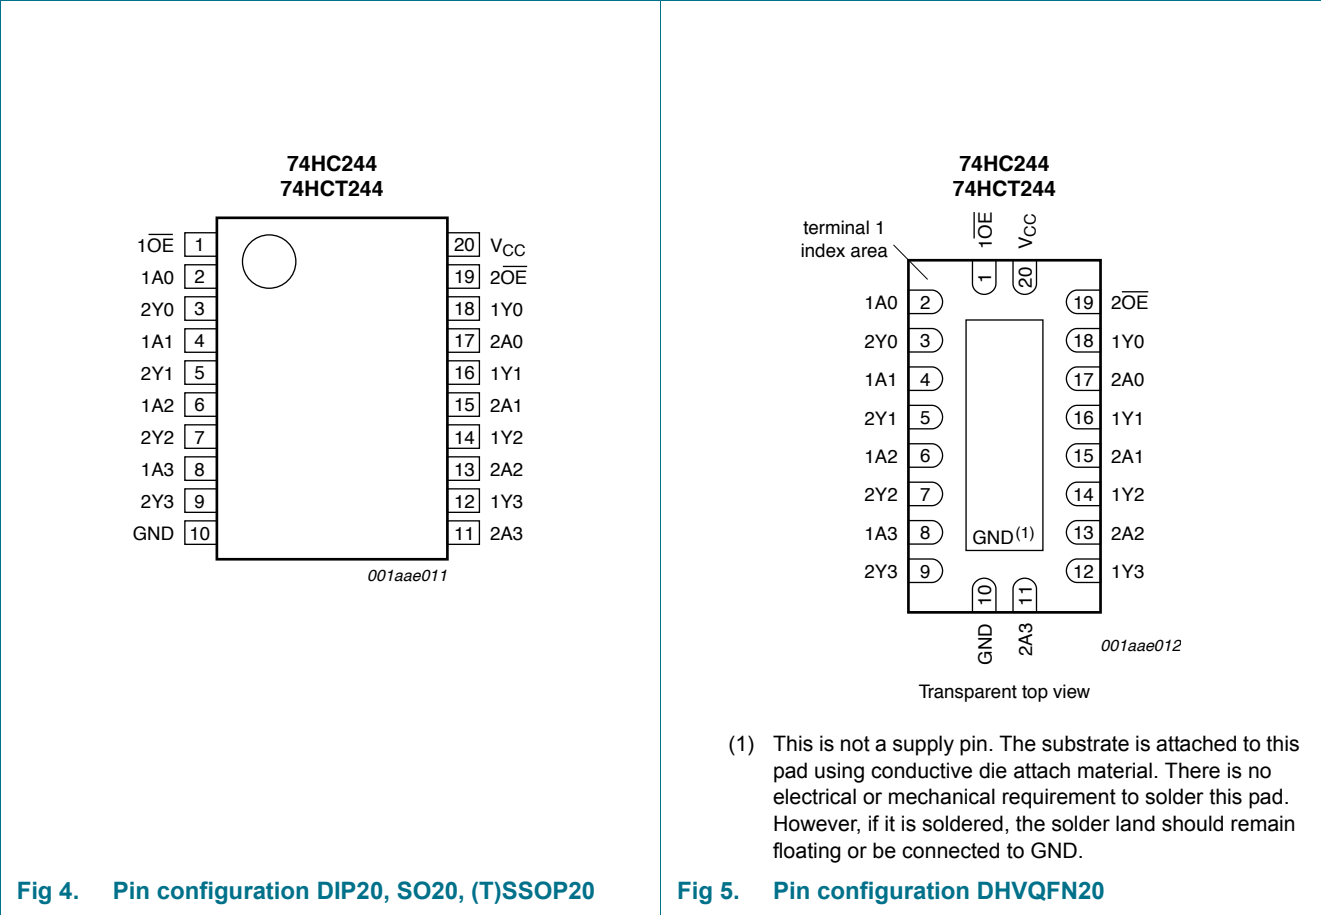 74HC244
74HCT244
1O̅E̅ 1
1A0 2
2Y0 3
1A1 4
2Y1 5
1A2 6
2Y2 7
1A3 8
2Y3 9
GND 10
20 VCC
19 2O̅E̅
18 1Y0
17 2A0
16 1Y1
15 2A1
14 1Y2
13 2A2
12 1Y3
11 2A3
001aae011
Fig 4. Pin configuration DIP20, SO20, (T)SSOP20
74HC244
74HCT244
terminal 1
index area
1O̅E̅
VCC
1
20
1A0 2
2Y0 3
1A1 4
2Y1 5
1A2 6
2Y2 7
1A3 8
2Y3 9
19 2O̅E̅
18 1Y0
17 2A0
16 1Y1
15 2A1
14 1Y2
13 2A2
12 1Y3
GND(1)
10
11
GND
2A3
001aae012
Transparent top view
(1) This is not a supply pin. The substrate is attached to this
pad using conductive die attach material. There is no
electrical or mechanical requirement to solder this pad.
However, if it is soldered, the solder land should remain
floating or be connected to GND.
Fig 5. Pin configuration DHVQFN20